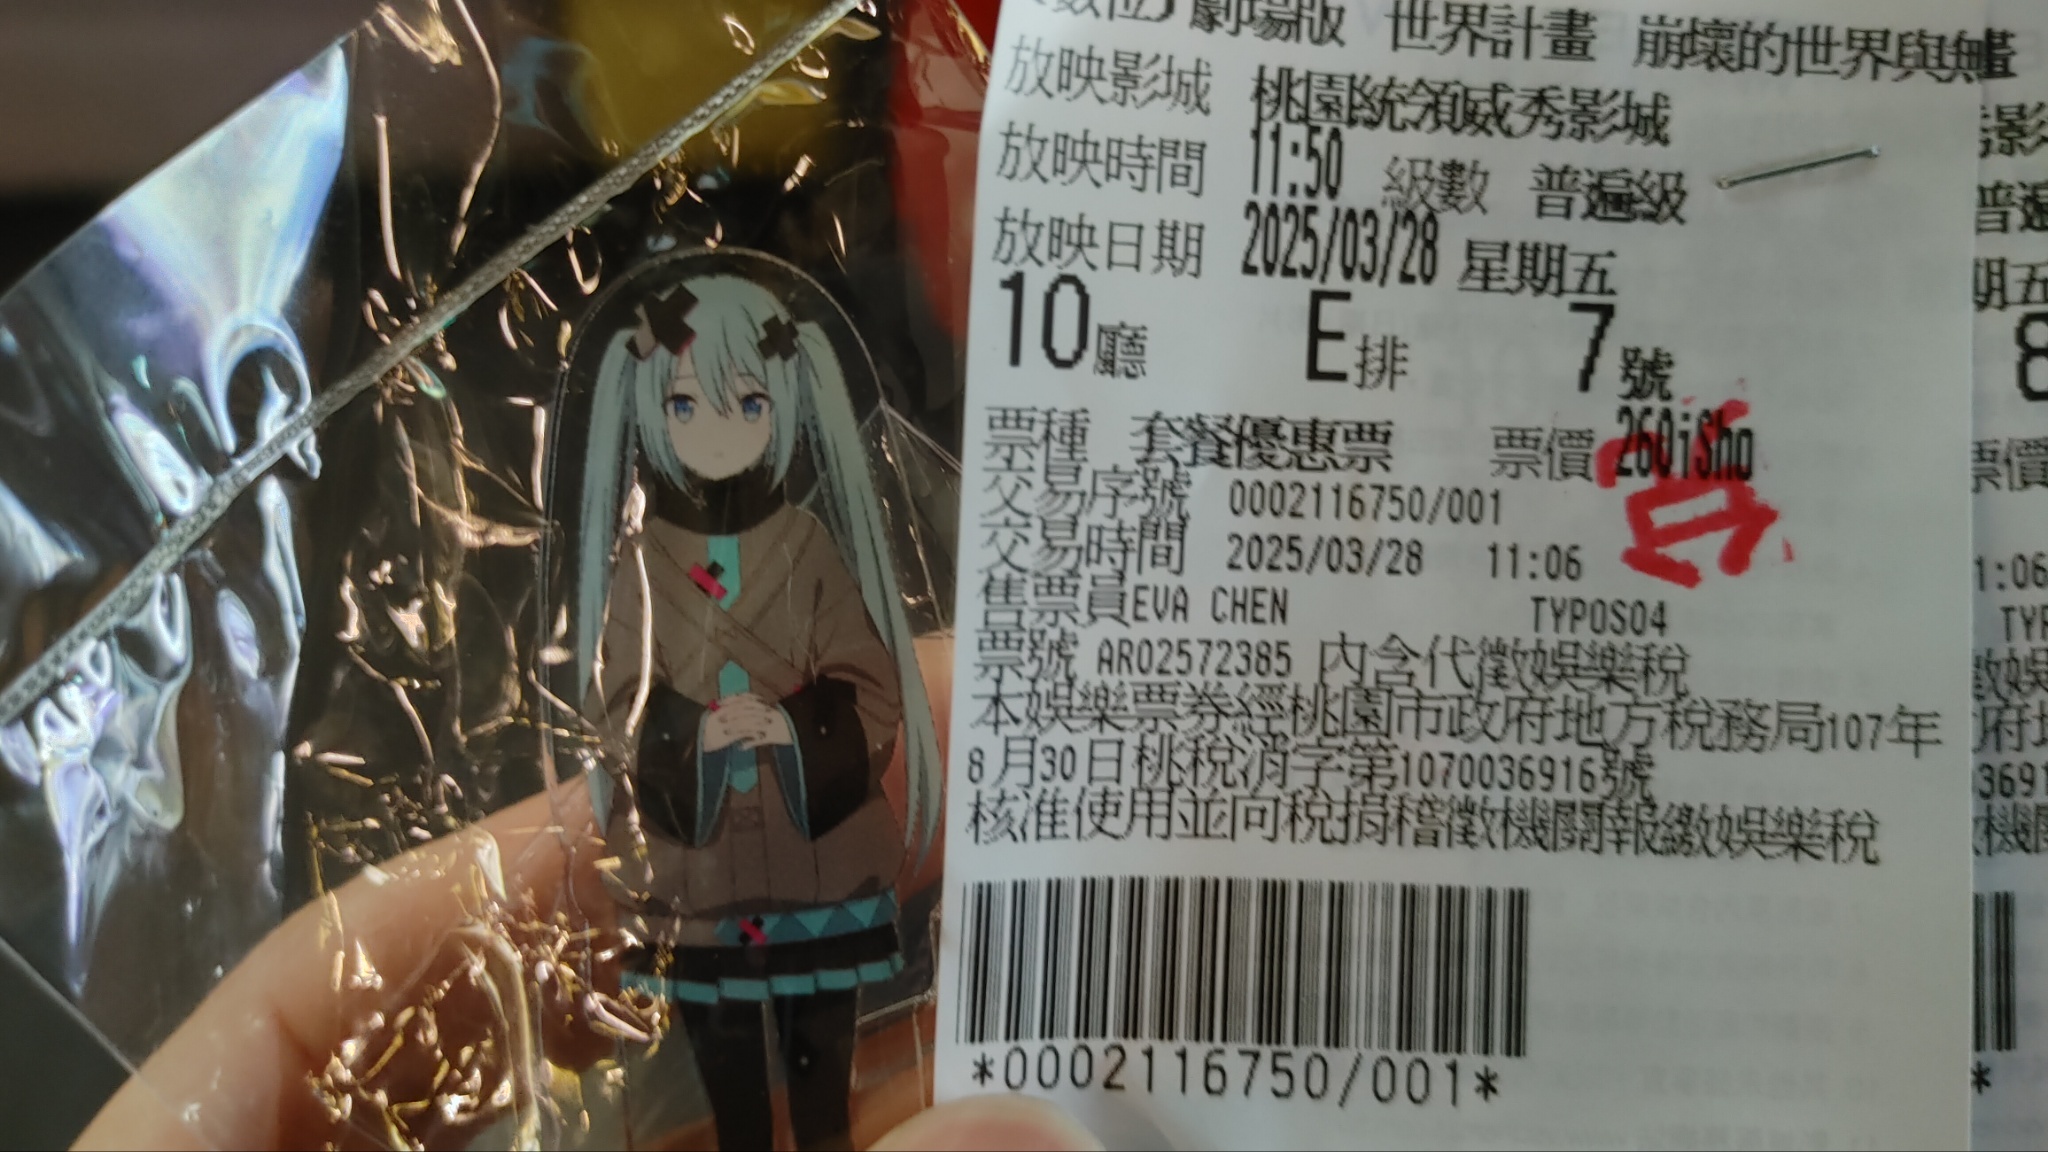 (數位)劇場版 世界計畫 崩壞的世界與無
放映影城 桃園統領威秀影城
放映時間 11:50 級數 普遍級
放映日期 2025/03/28 星期五
10廳 E排 7號
票種 套餐優惠票 票價 260isho
交易序號 0002116750/001
交易時間 2025/03/28 11:06
售票員EVA CHEN TYPOS04
票號 AR02572385 內含代徵娛樂稅
本娛樂票券經桃園市政府地方稅務局107年
8月30日桃稅消字第1070036916號
核准使用並向稅捐稽徵機關報繳娛樂稅
*0002116750/001*
8
1:06
TYP